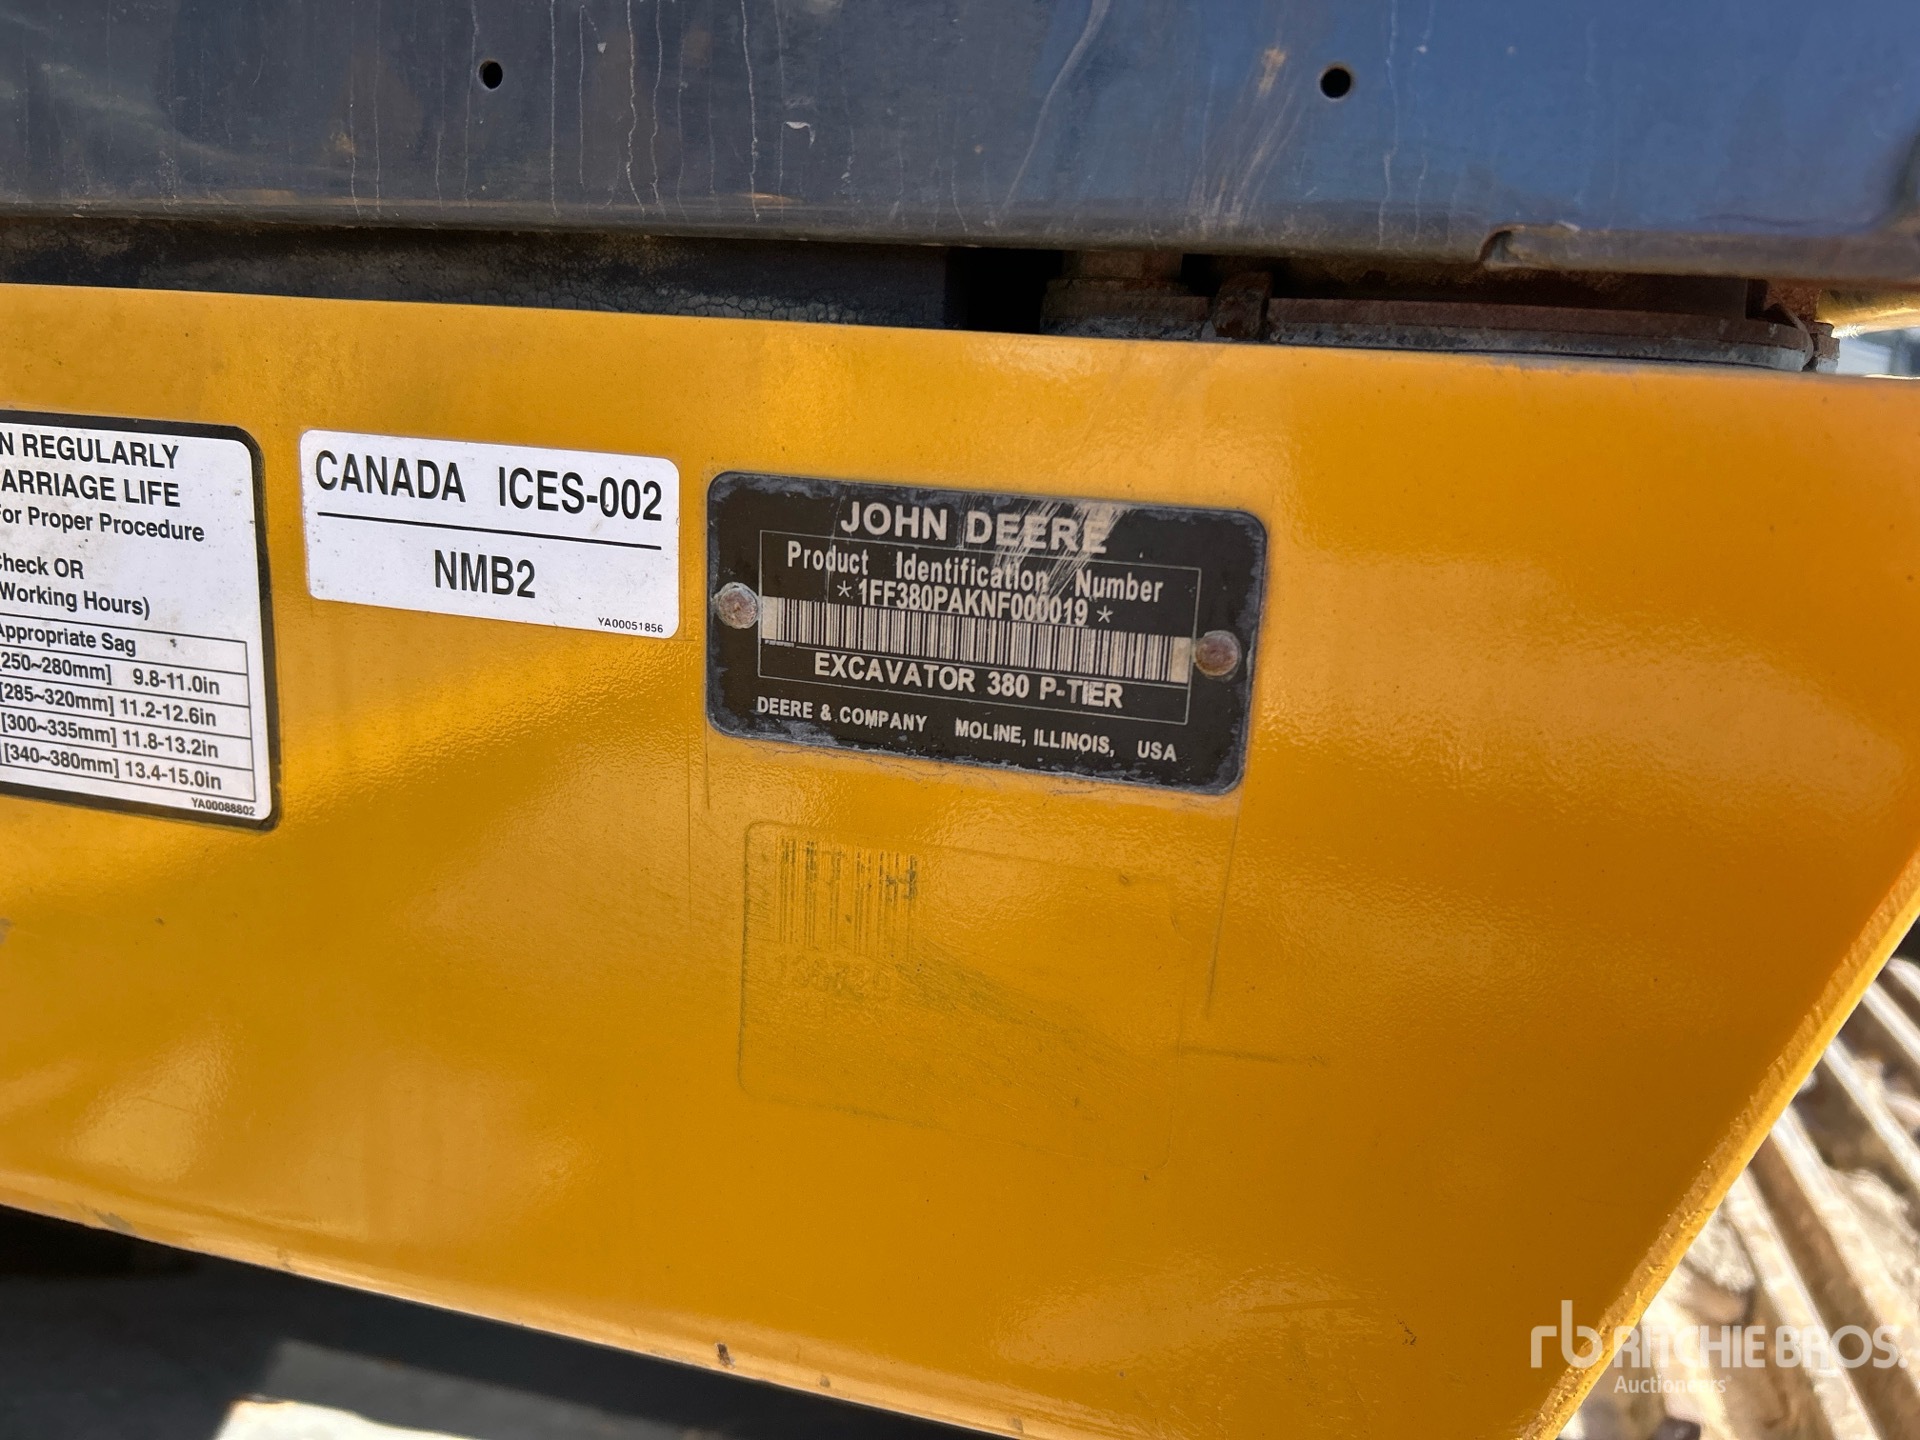 N REGULARLY
ARRIAGE LIFE
For Proper Procedure
Check OR
Working Hours)
Appropriate Sag
[250~280mm] 9.8-11.0in
[285~320mm] 11.2-12.6in
[300~335mm] 11.8-13.2in
[340~380mm] 13.4-15.0in
YA00088802
CANADA ICES-002
NMB2
YA00051856
JOHN DEERE
Product Identification Number
*1FF380PAKNF000019*
EXCAVATOR 380 P-TIER
DEERE & COMPANY MOLINE, ILLINOIS, USA
rb RITCHIE BROS.
Auctioneers